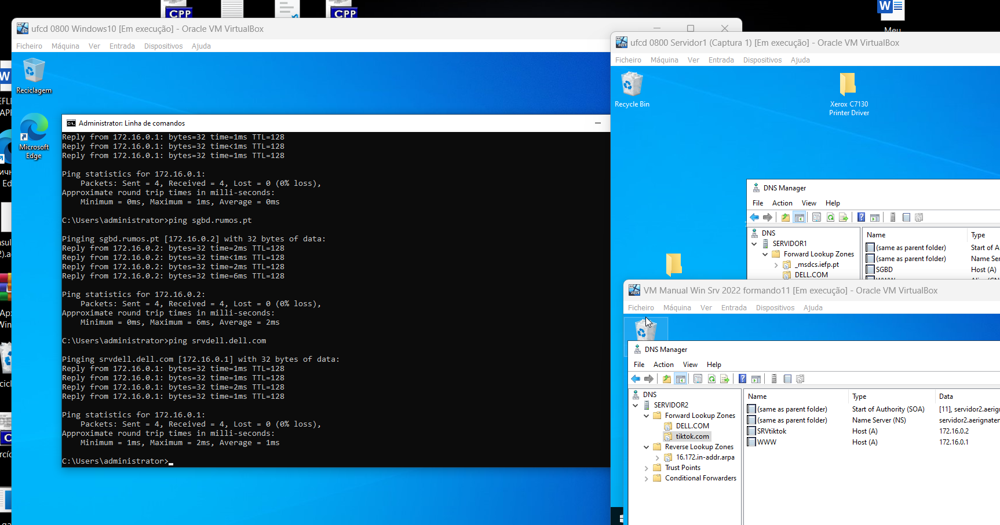 CPP
CPP
W
Meu
ufcd 0800 Windows10 [Em execução] - Oracle VM VirtualBox
Ficheiro Máquina Ver Entrada Dispositivos Ajuda
Reciclagem
Microsoft
Edge
Administrator: Linha de comandos
Reply from 172.16.0.1: bytes=32 time=1ms TTL=128
Reply from 172.16.0.1: bytes=32 time<1ms TTL=128
Reply from 172.16.0.1: bytes=32 time=1ms TTL=128
Ping statistics for 172.16.0.1:
Packets: Sent = 4, Received = 4, Lost = 0 (0% loss),
Approximate round trip times in milli-seconds:
Minimum = 0ms, Maximum = 1ms, Average = 0ms
C:\Users\administrator>ping sgbd.rumos.pt
Pinging sgbd.rumos.pt [172.16.0.2] with 32 bytes of data:
Reply from 172.16.0.2: bytes=32 time=2ms TTL=128
Reply from 172.16.0.2: bytes=32 time<1ms TTL=128
Reply from 172.16.0.2: bytes=32 time=2ms TTL=128
Reply from 172.16.0.2: bytes=32 time=6ms TTL=128
Ping statistics for 172.16.0.2:
Packets: Sent = 4, Received = 4, Lost = 0 (0% loss),
Approximate round trip times in milli-seconds:
Minimum = 0ms, Maximum = 6ms, Average = 2ms
C:\Users\administrator>ping srvdell.dell.com
Pinging srvdell.dell.com [172.16.0.1] with 32 bytes of data:
Reply from 172.16.0.1: bytes=32 time=1ms TTL=128
Reply from 172.16.0.1: bytes=32 time=1ms TTL=128
Reply from 172.16.0.1: bytes=32 time=2ms TTL=128
Reply from 172.16.0.1: bytes=32 time=1ms TTL=128
Ping statistics for 172.16.0.1:
Packets: Sent = 4, Received = 4, Lost = 0 (0% loss),
Approximate round trip times in milli-seconds:
Minimum = 1ms, Maximum = 2ms, Average = 1ms
C:\Users\administrator>
ufcd 0800 Servidor1 (Captura 1) [Em execução] - Oracle VM VirtualBox
Ficheiro Máquina Ver Entrada Dispositivos Ajuda
Recycle Bin
Xerox C7130
Printer Driver
DNS Manager
File Action View Help
DNS
SERVIDOR1
Forward Lookup Zones
_msdcs.iefp.pt
DELL.COM
Name Type
(same as parent folder) Start of A
(same as parent folder) Name Ser
SGBD Host (A)
VM Manual Win Srv 2022 formando11 [Em execução] - Oracle VM VirtualBox
Ficheiro Máquina Ver Entrada Dispositivos Ajuda
DNS Manager
File Action View Help
DNS
SERVIDOR2
Forward Lookup Zones
DELL.COM
tiktok.com
Reverse Lookup Zones
16.172.in-addr.arpa
Trust Points
Conditional Forwarders
Name Type Data
(same as parent folder) Start of Authority (SOA) [11], servidor2.aerign
(same as parent folder) Name Server (NS) servidor2.aerignater
SRVtiktok Host (A) 172.16.0.2
WWW Host (A) 172.16.0.1